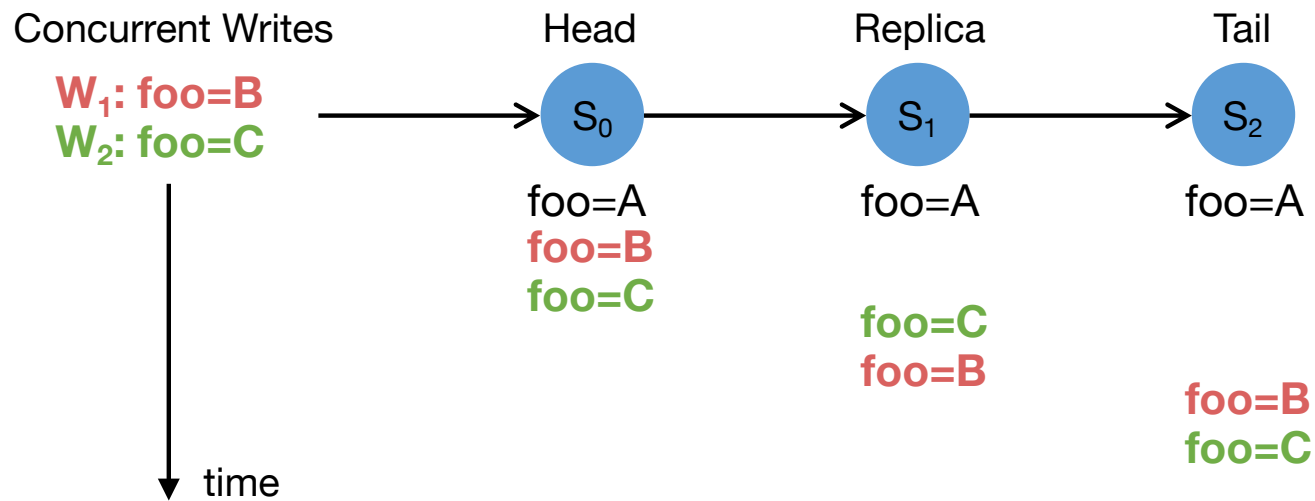 Concurrent Writes
Head
Replica
Tail
W₁: foo=B
W₂: foo=C
S₀
S₁
S₂
foo=A
foo=A
foo=A
foo=B
foo=C
foo=C
foo=B
foo=B
foo=C
time